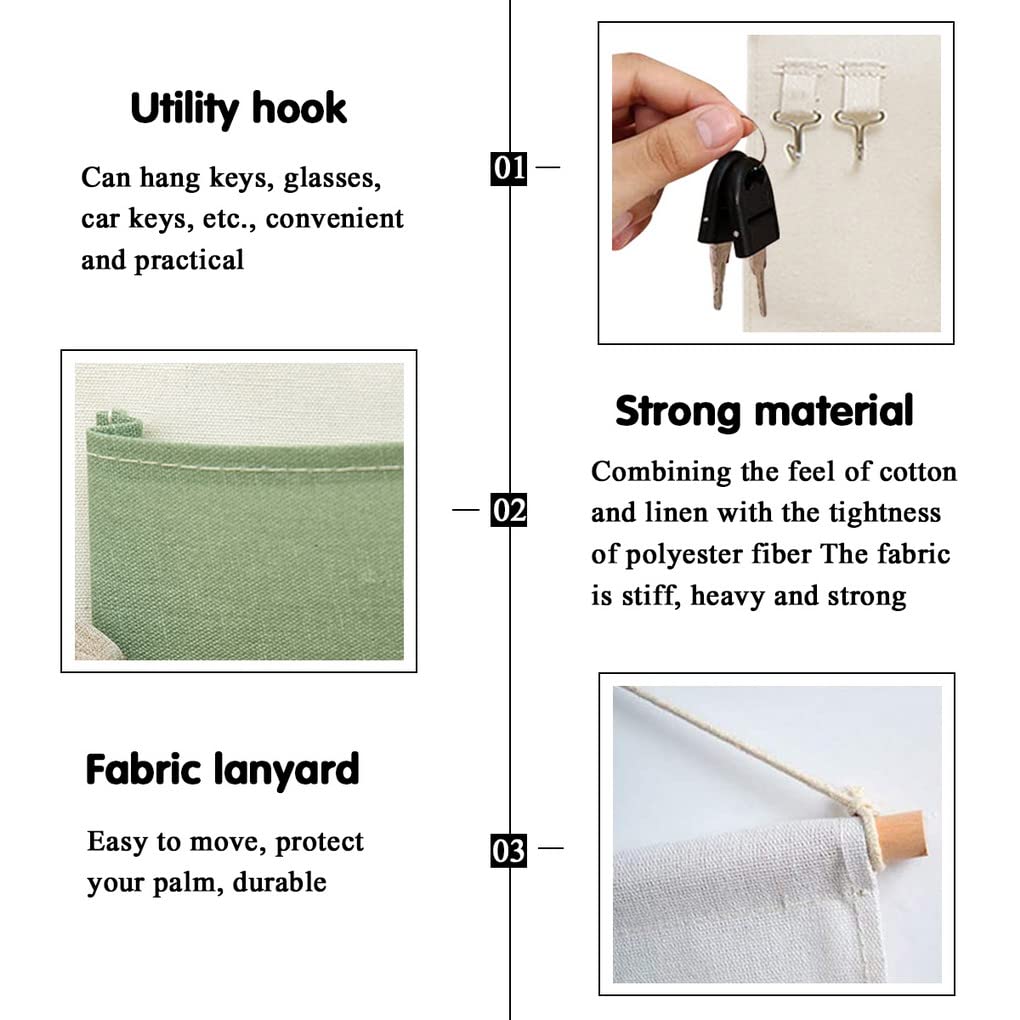 Utility hook
Can hang keys, glasses,
car keys, etc., convenient
and practical
01
Strong material
Combining the feel of cotton
and linen with the tightness
of polyester fiber The fabric
is stiff, heavy and strong
02
Fabric lanyard
Easy to move, protect
your palm, durable
03